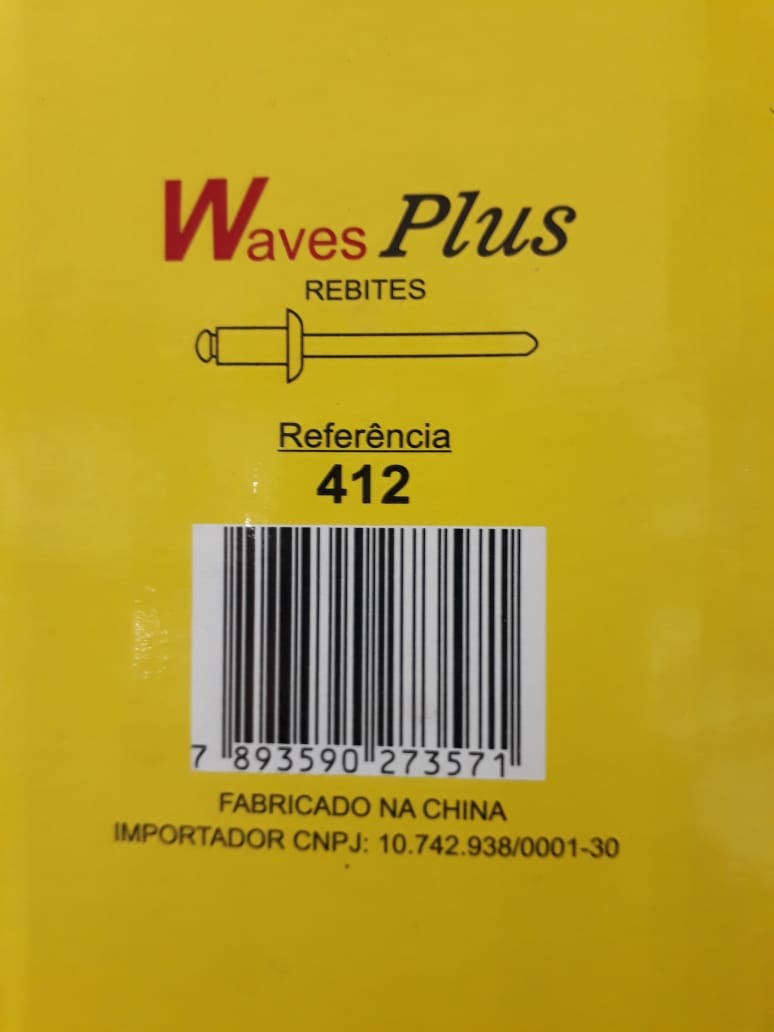 Waves Plus
REBITES
Referência
412
7 893590 273571
FABRICADO NA CHINA
IMPORTADOR CNPJ: 10.742.938/0001-30